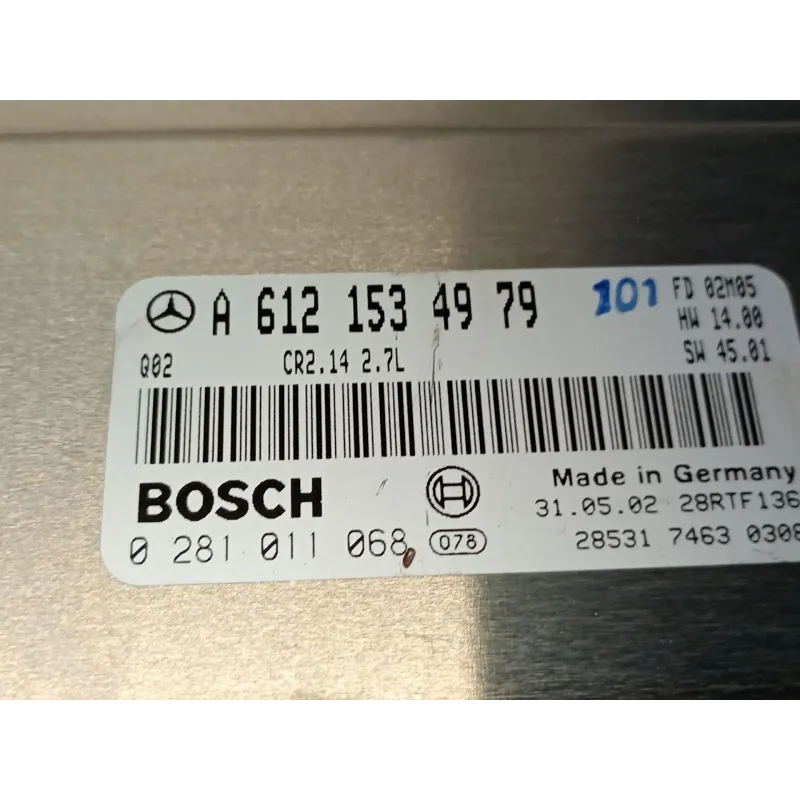 A 612 153 49 79 101 FD 02M05
HW 14.00
Q02 CR2.14 2.7L SW 45.01
BOSCH Made in Germany
31.05.02 28RTF136
0 281 011 068 078 28531 7463 0308